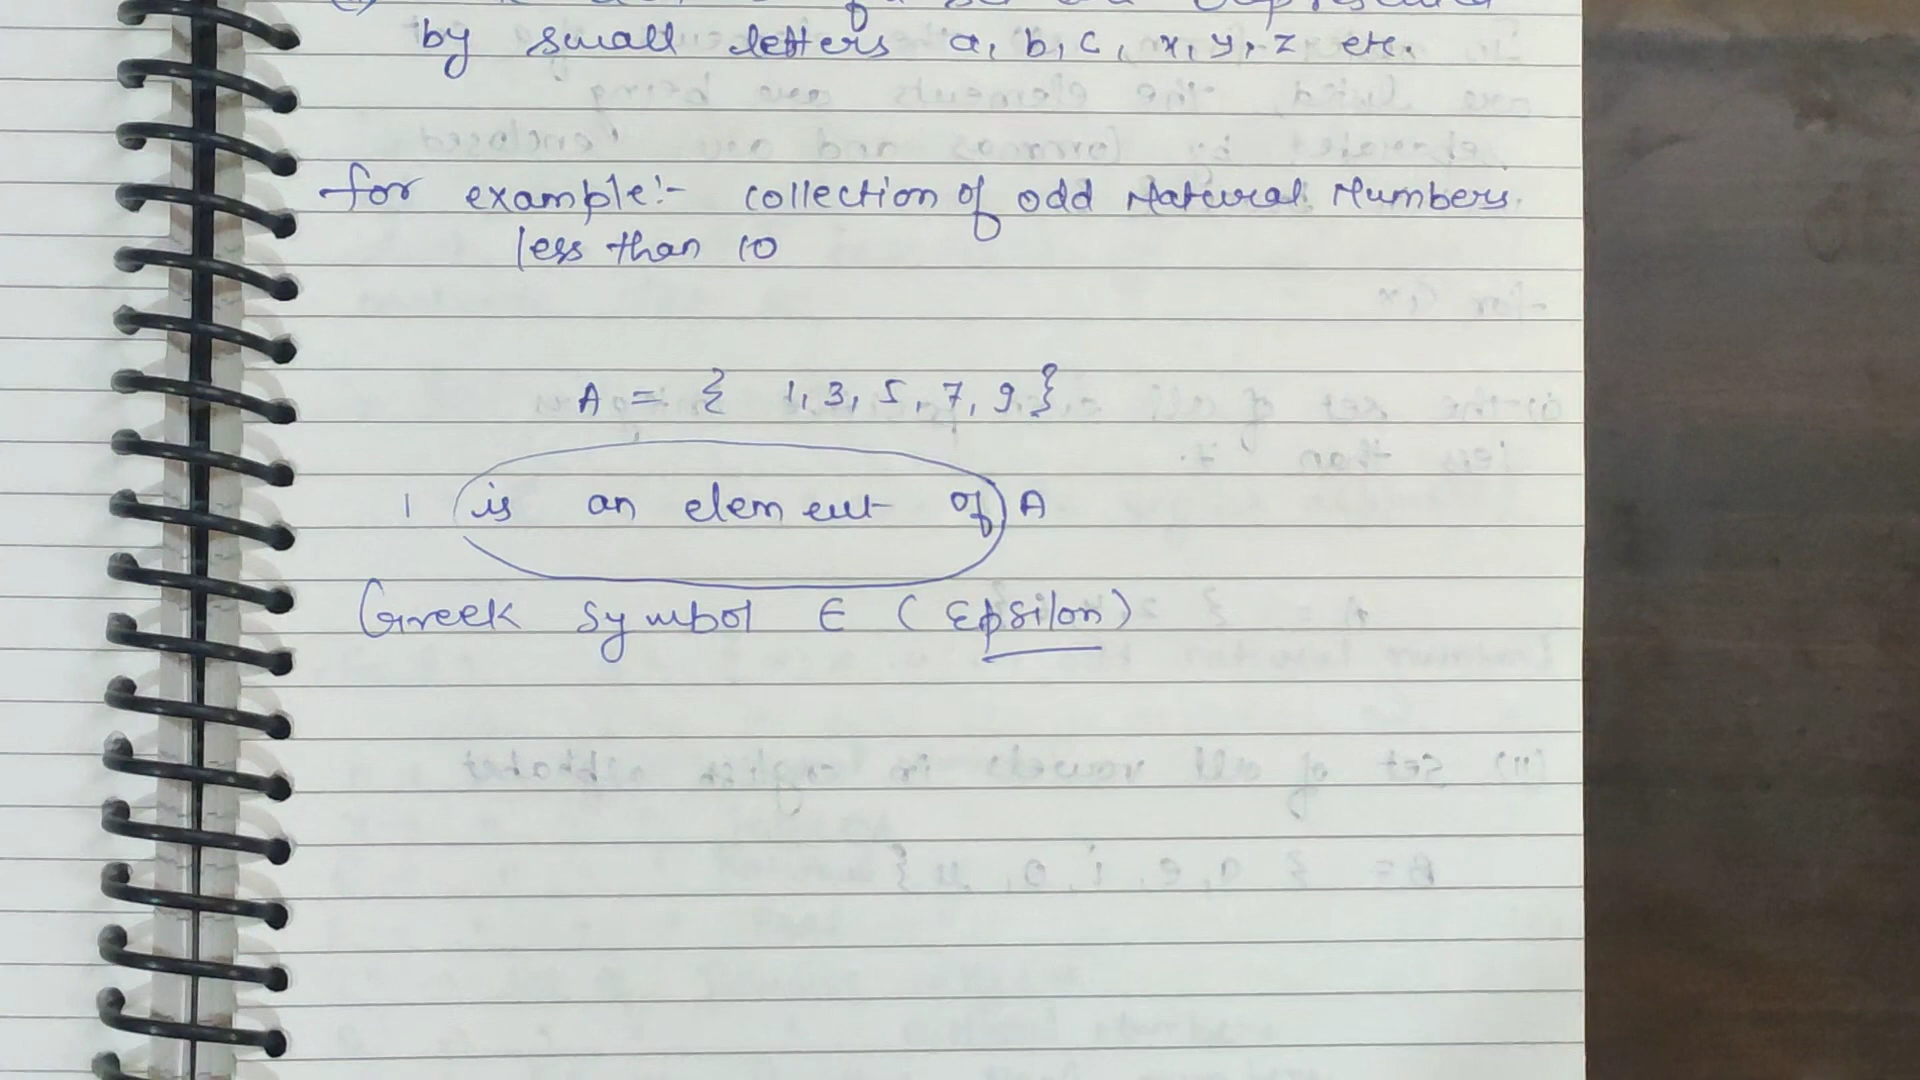 by small letters a, b, c, x, y, z etc.
for example:- collection of odd Natural Numbers.
less than 10
A = { 1, 3, 5, 7, 9 }
1 is an element of A
Greek symbol ∈ (Epsilon)